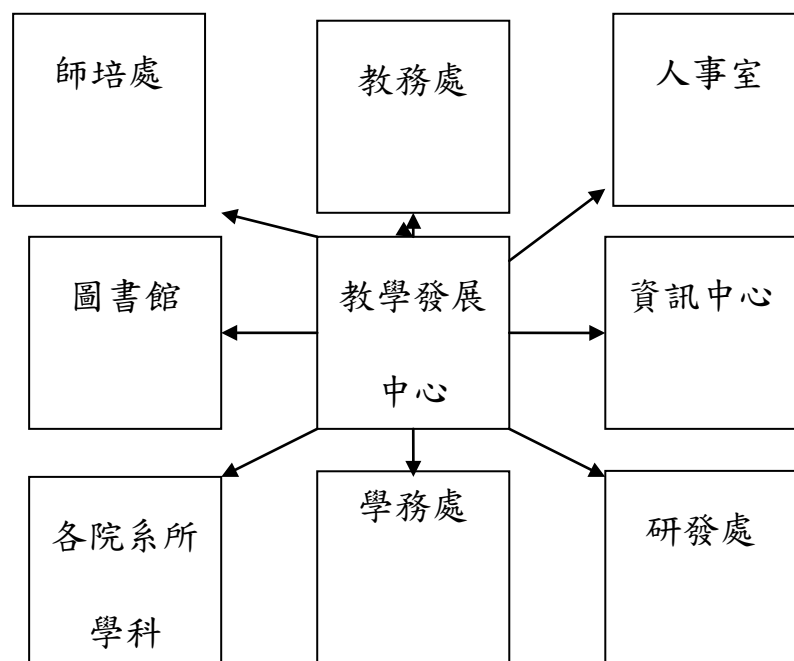 師培處
教務處
人事室
圖書館
教學發展
中心
資訊中心
各院系所
學科
學務處
研發處